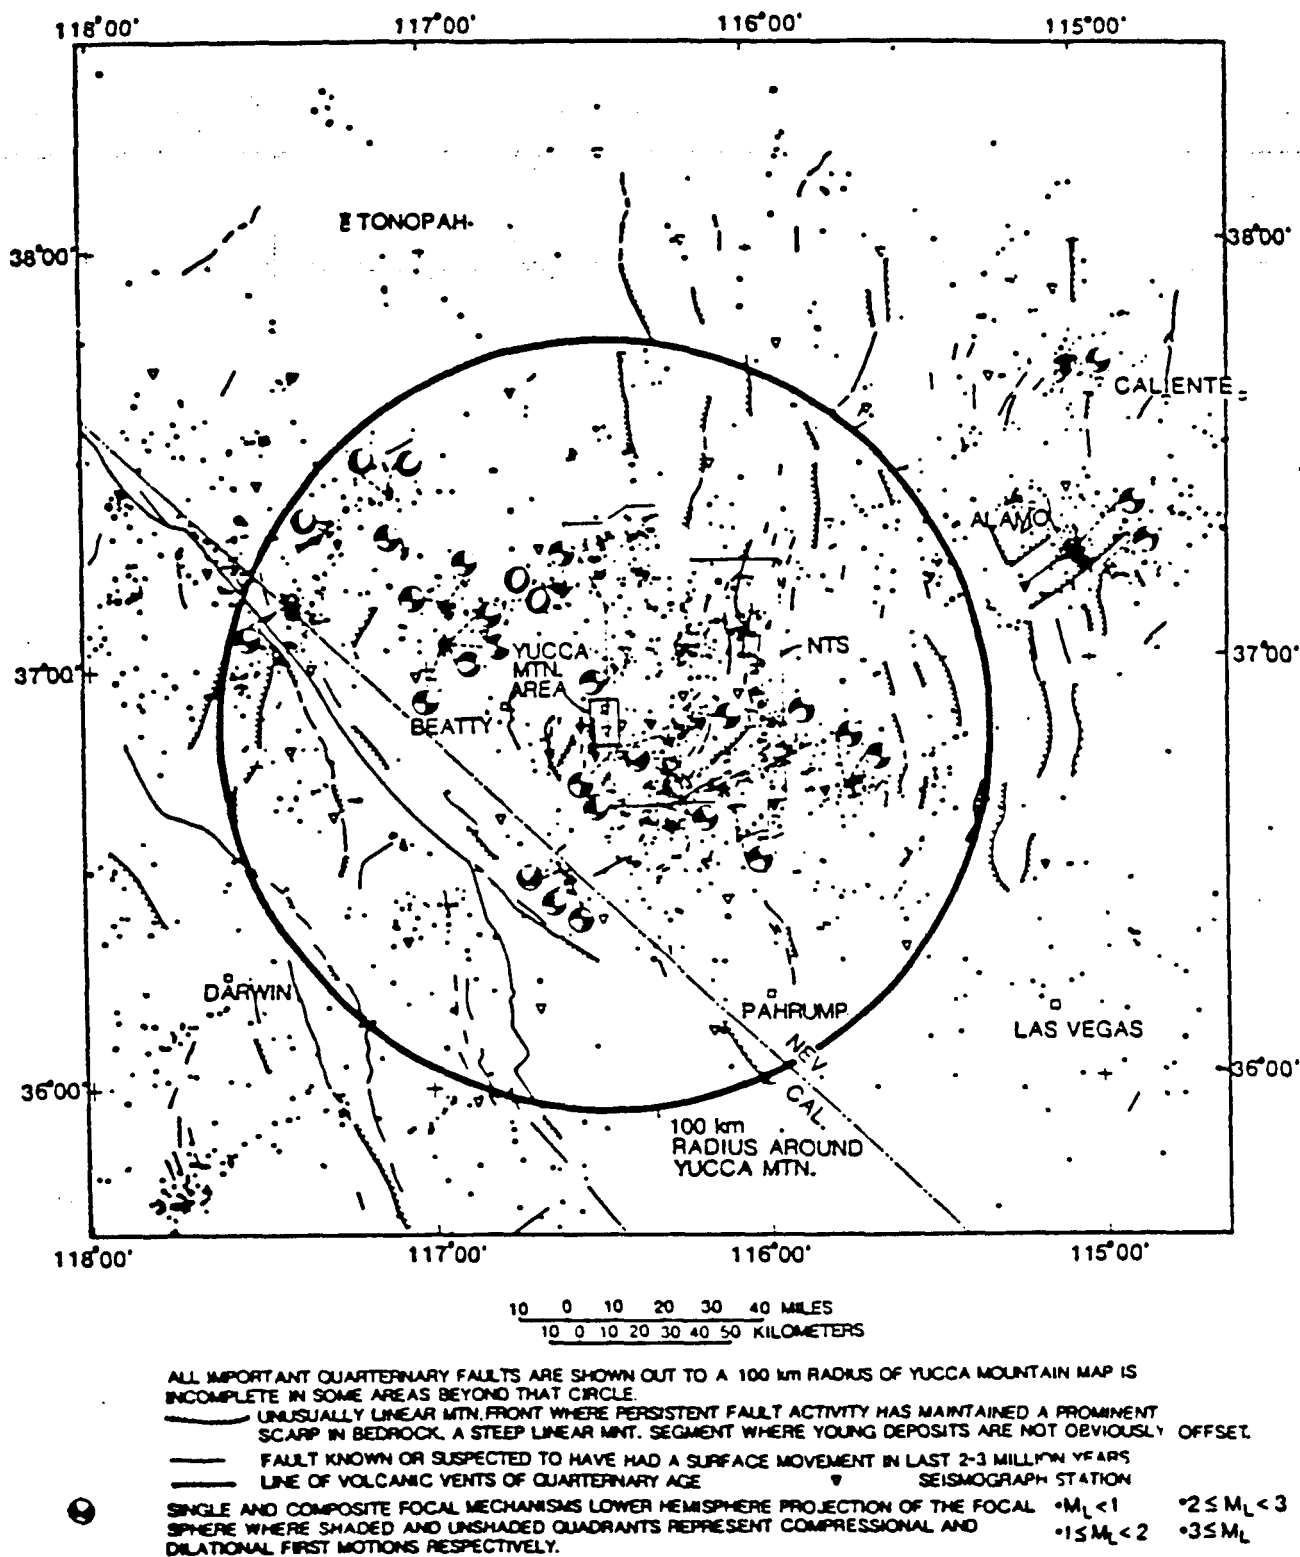 118°00' 117°00' 116°00' 115°00'
TONOPAH
38°00' 38°00'
CALIENTE
ALAMO
YUCCA
MTN.
AREA
NTS
37°00' 37°00'
BEATTY
DARWIN
PAHRUMP
LAS VEGAS
NEV.
CAL.
36°00' 36°00'
100 km
RADIUS AROUND
YUCCA MTN.
118°00' 117°00' 116°00' 115°00'
10 0 10 20 30 40 MILES
10 0 10 20 30 40 50 KILOMETERS
ALL IMPORTANT QUARTERNARY FAULTS ARE SHOWN OUT TO A 100 km RADIUS OF YUCCA MOUNTAIN MAP IS
INCOMPLETE IN SOME AREAS BEYOND THAT CIRCLE.
UNUSUALLY LINEAR MTN. FRONT WHERE PERSISTENT FAULT ACTIVITY HAS MAINTAINED A PROMINENT
SCARP IN BEDROCK, A STEEP LINEAR MNT. SEGMENT WHERE YOUNG DEPOSITS ARE NOT OBVIOUSLY OFFSET.
FAULT KNOWN OR SUSPECTED TO HAVE HAD A SURFACE MOVEMENT IN LAST 2-3 MILLION YEARS
LINE OF VOLCANIC VENTS OF QUARTERNARY AGE SEISMOGRAPH STATION
SINGLE AND COMPOSITE FOCAL MECHANISMS LOWER HEMISPHERE PROJECTION OF THE FOCAL •M_L < 1 •2 ≤ M_L < 3
SPHERE WHERE SHADED AND UNSHADED QUADRANTS REPRESENT COMPRESSIONAL AND •1 ≤ M_L < 2 •3 ≤ M_L
DILATIONAL FIRST MOTIONS RESPECTIVELY.